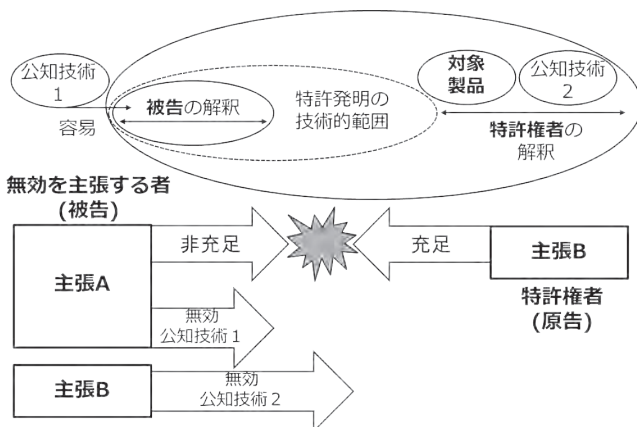 公知技術
1
容易
被告の解釈
特許発明の
技術的範囲
対象
製品
公知技術
2
特許権者の
解釈
無効を主張する者
(被告)
主張A
非充足
充足
主張B
特許権者
(原告)
無効
公知技術1
主張B
無効
公知技術2